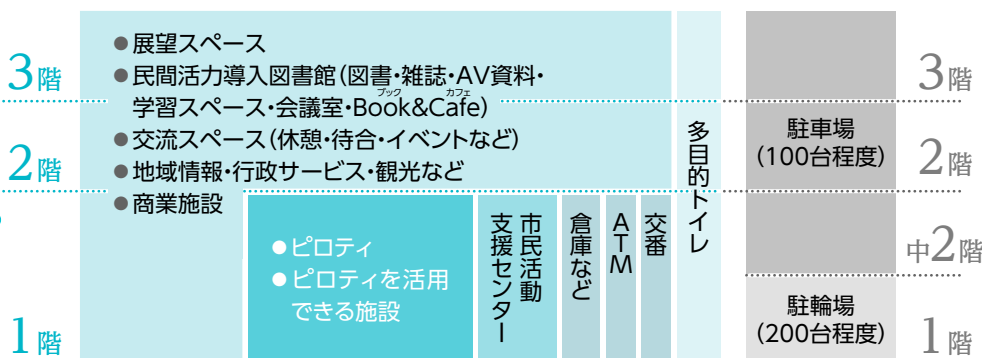 3階
2階
1階
●展望スペース
●民間活力導入図書館(図書・雑誌・AV資料・
学習スペース・会議室・Book&Cafe)
ブック
カフェ
●交流スペース(休憩・待合・イベントなど)
●地域情報・行政サービス・観光など
●商業施設
●ピロティ
●ピロティを活用
できる施設
市民活動
支援センター
倉庫など
ATM
交番
多目的トイレ
駐車場
(100台程度)
駐輪場
(200台程度)
3階
2階
中2階
1階